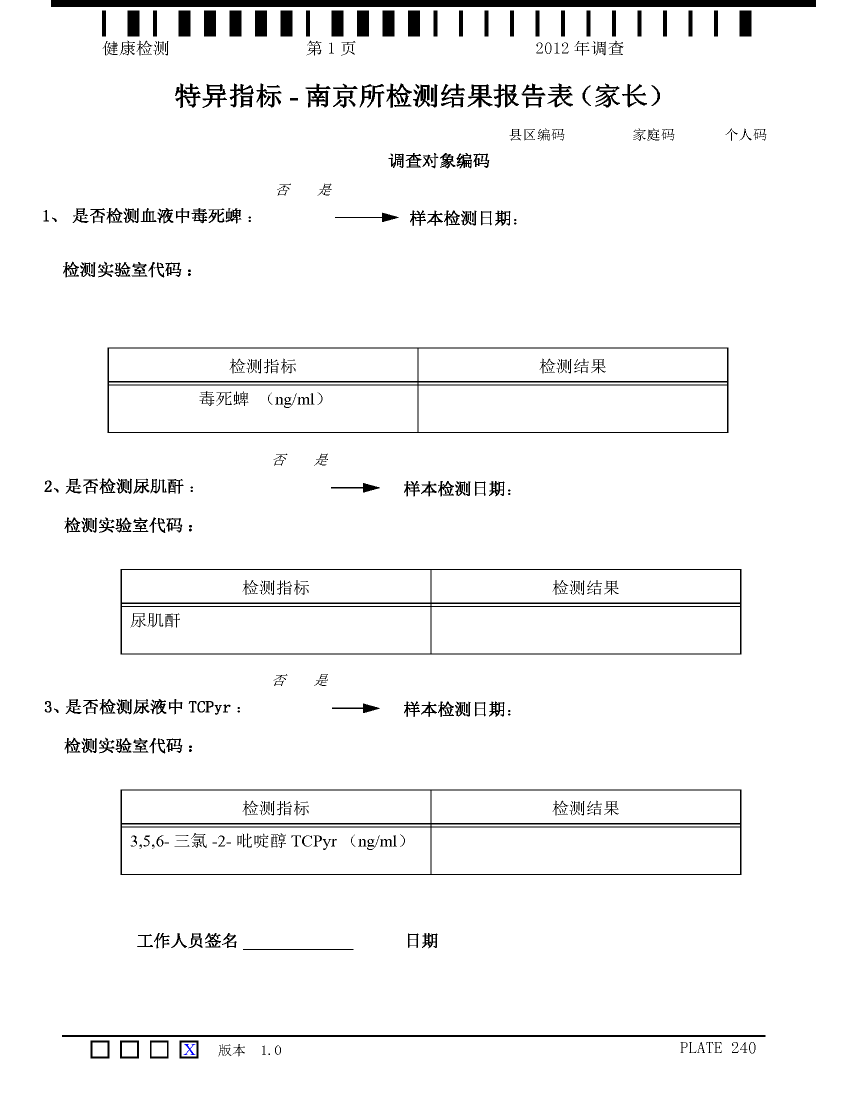 健康检测 第 1 页 2012 年调查
特异指标 - 南京所检测结果报告表（家长）
县区编码 家庭码 个人码
调查对象编码
否 是
1、 是否检测血液中毒死蜱： 样本检测日期：
检测实验室代码：
检测指标 检测结果
毒死蜱 （ng/ml）
否 是
2、是否检测尿肌酐： 样本检测日期：
检测实验室代码：
检测指标 检测结果
尿肌酐
否 是
3、是否检测尿液中 TCPyr： 样本检测日期：
检测实验室代码：
检测指标 检测结果
3,5,6- 三氯 -2- 吡啶醇 TCPyr （ng/ml）
工作人员签名 日期
X 版本 1.0 PLATE 240